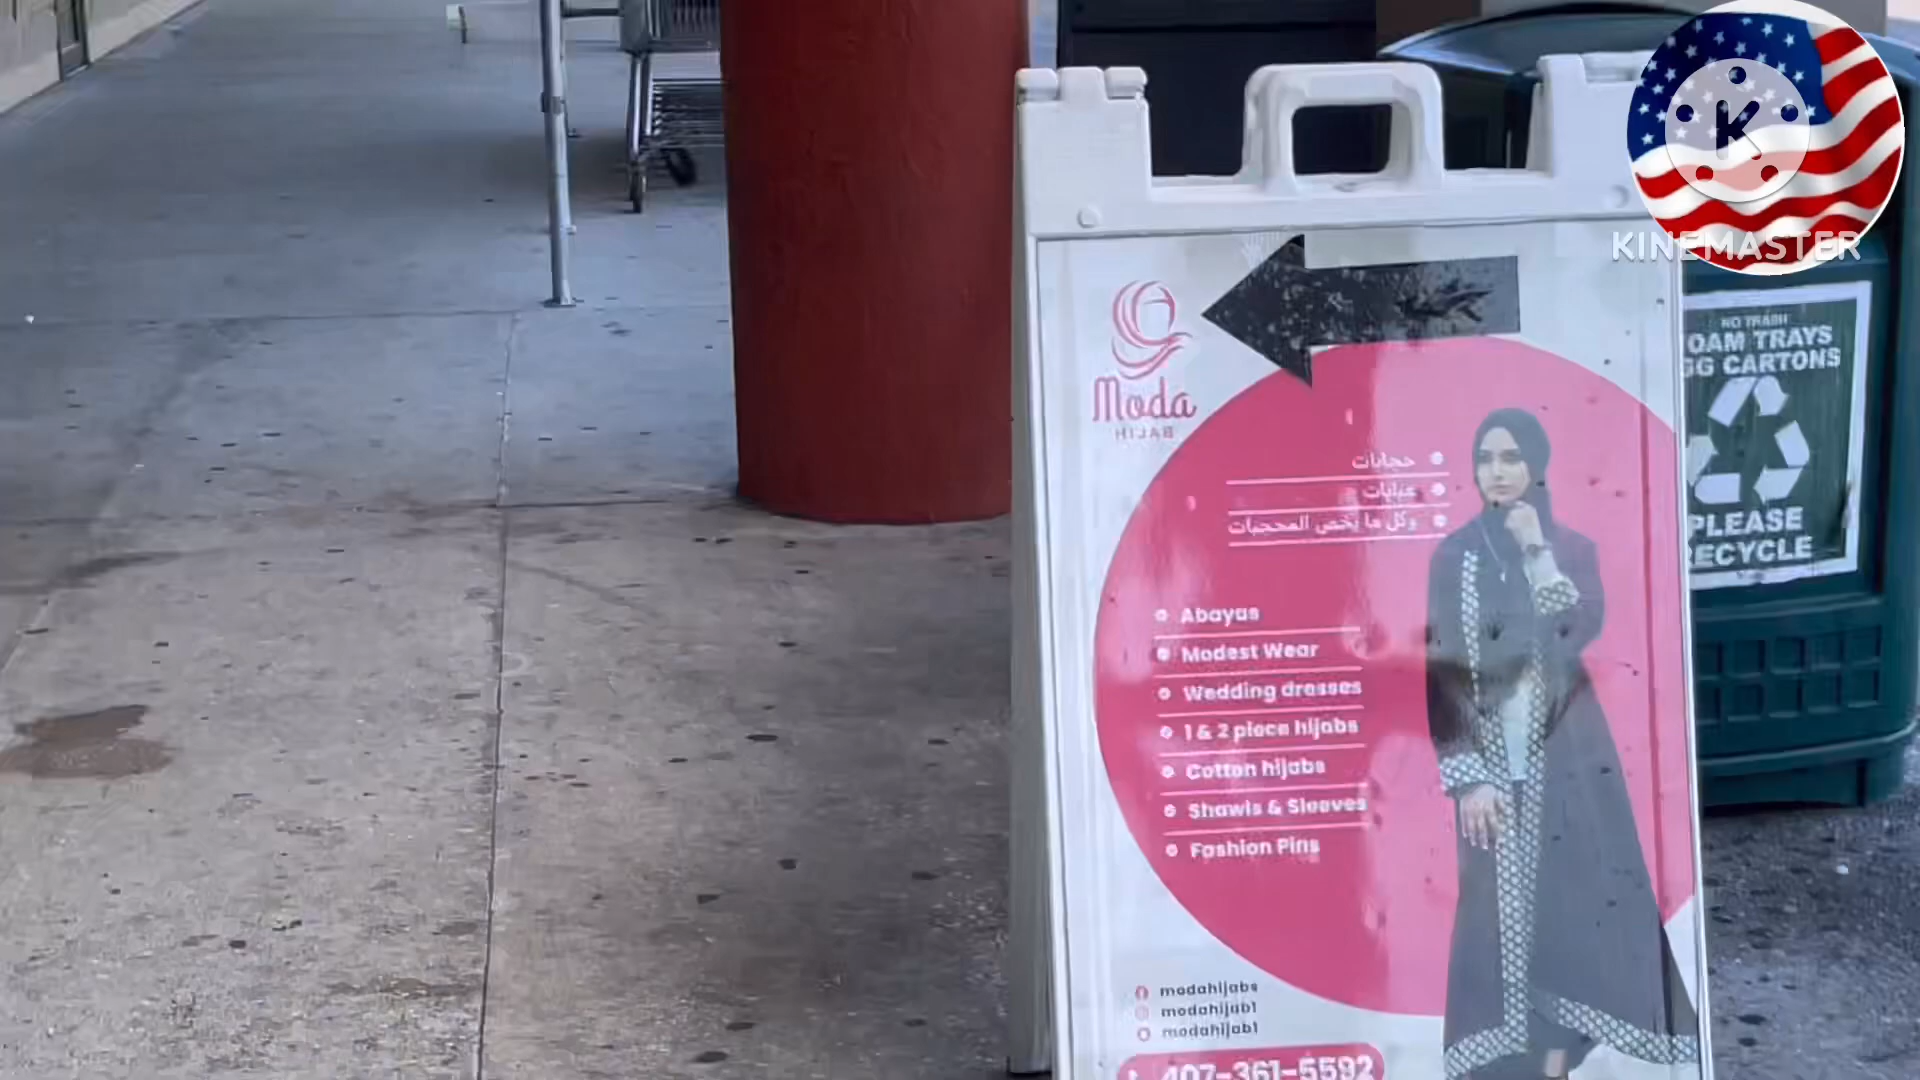 KINEMASTER
Moda
HIJAB
حجابات
عبايات
وكل ما يخص المحجبات
Abayas
Modest Wear
Wedding dresses
1 & 2 piece hijabs
Cotton hijabs
Shawls & Sleeves
Fashion Pins
modahijabs
modahijab1
modahijab1
407-361-5592
NO TRASH
OAM TRAYS
GG CARTONS
PLEASE
RECYCLE